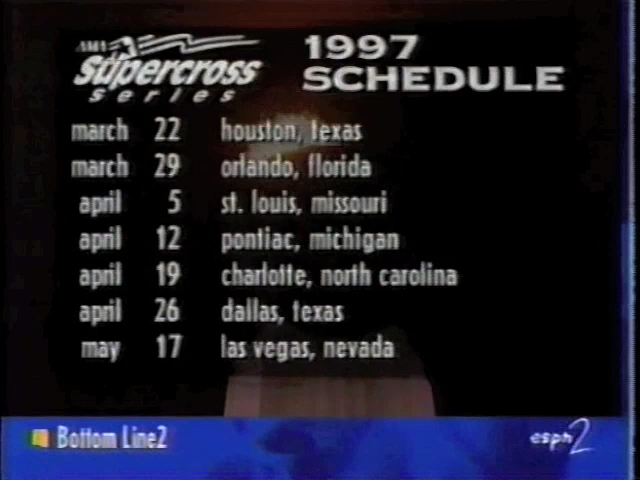 AMA
Supercross
series
1997
SCHEDULE
march 22 houston, texas
march 29 orlando, florida
april 5 st. louis, missouri
april 12 pontiac, michigan
april 19 charlotte, north carolina
april 26 dallas, texas
may 17 las vegas, nevada
Bottom Line2
espn2